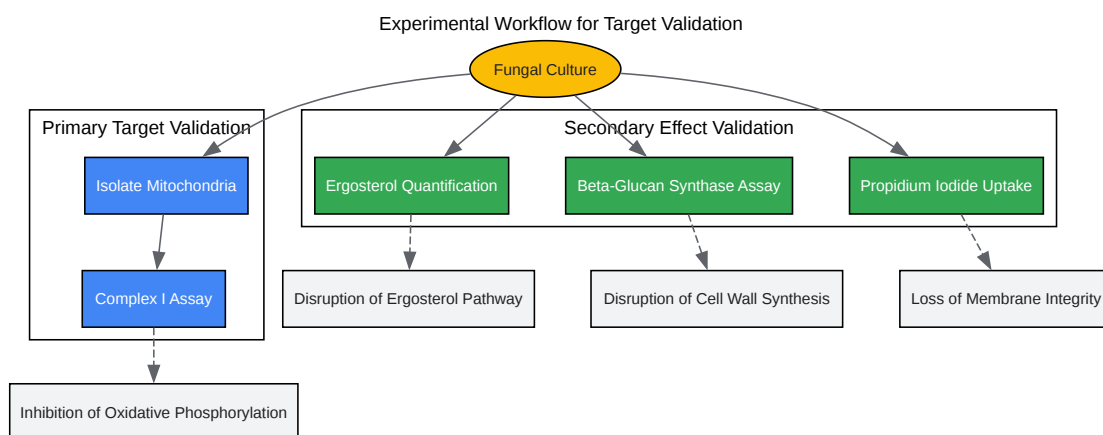 Experimental Workflow for Target Validation
Fungal Culture
Primary Target Validation
Secondary Effect Validation
Isolate Mitochondria
Ergosterol Quantification
Beta-Glucan Synthase Assay
Propidium Iodide Uptake
Complex I Assay
Disruption of Ergosterol Pathway
Disruption of Cell Wall Synthesis
Loss of Membrane Integrity
Inhibition of Oxidative Phosphorylation